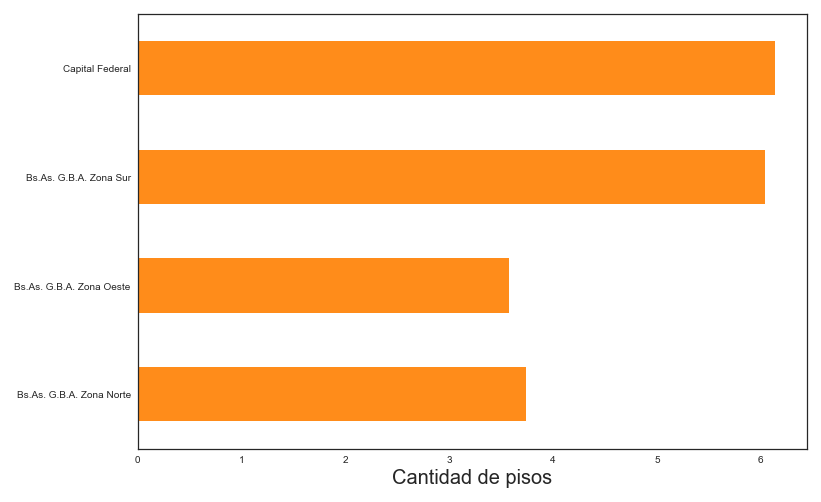 Capital Federal
Bs.As. G.B.A. Zona Sur
Bs.As. G.B.A. Zona Oeste
Bs.As. G.B.A. Zona Norte
0 1 2 3 4 5 6
Cantidad de pisos